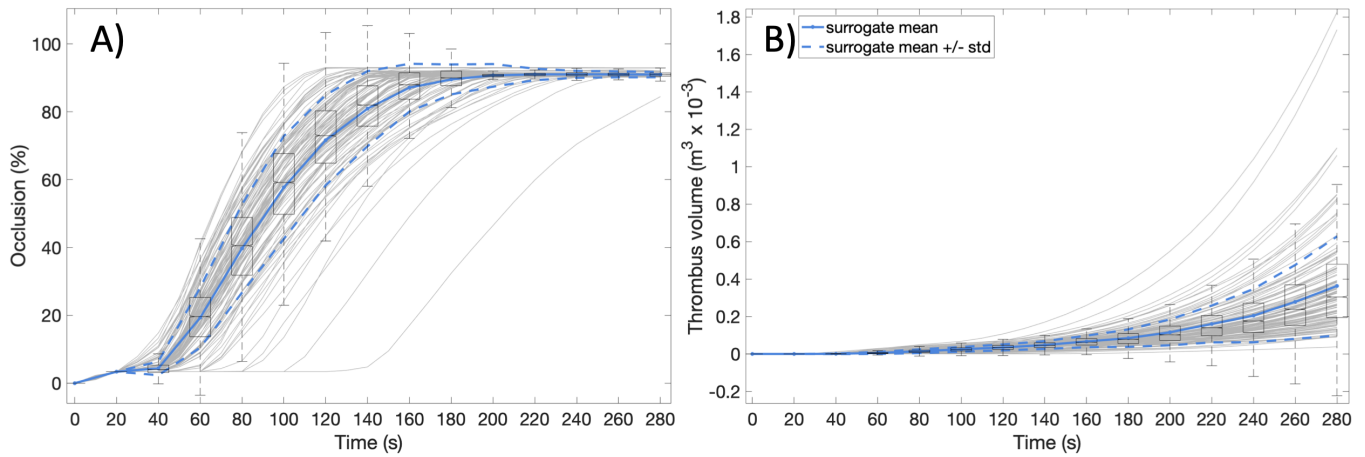 A)
100
80
60
40
20
0
Occlusion (%)
0 20 40 60 80 100 120 140 160 180 200 220 240 260 280
Time (s)
B)
surrogate mean
surrogate mean +/- std
1.8
1.6
1.4
1.2
1
0.8
0.6
0.4
0.2
0
-0.2
Thrombus volume (m³ x 10⁻³)
0 20 40 60 80 100 120 140 160 180 200 220 240 260 280
Time (s)